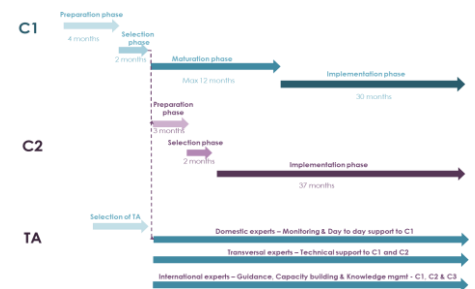 Preparation phase
C1
4 months
Selection
phase
2 months
Maturation phase
Max 12 months
Implementation phase
30 months
Preparation
phase
3 months
Selection phase
C2
2 months
Implementation phase
37 months
Selection of TA
TA
Domestic experts – Monitoring & Day to day support to C1
Transversal experts – Technical support to C1 and C2
International experts – Guidance, Capacity building & Knowledge mgmt - C1, C2 & C3